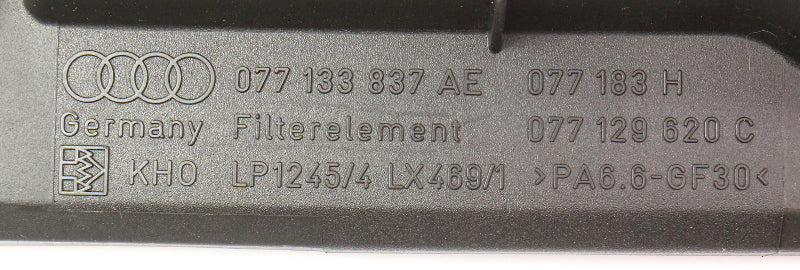 077 133 837 AE 077 183 H
Germany Filterelement 077 129 620 C
KHO LP1245/4 LX469/1 >PA6.6-GF30<